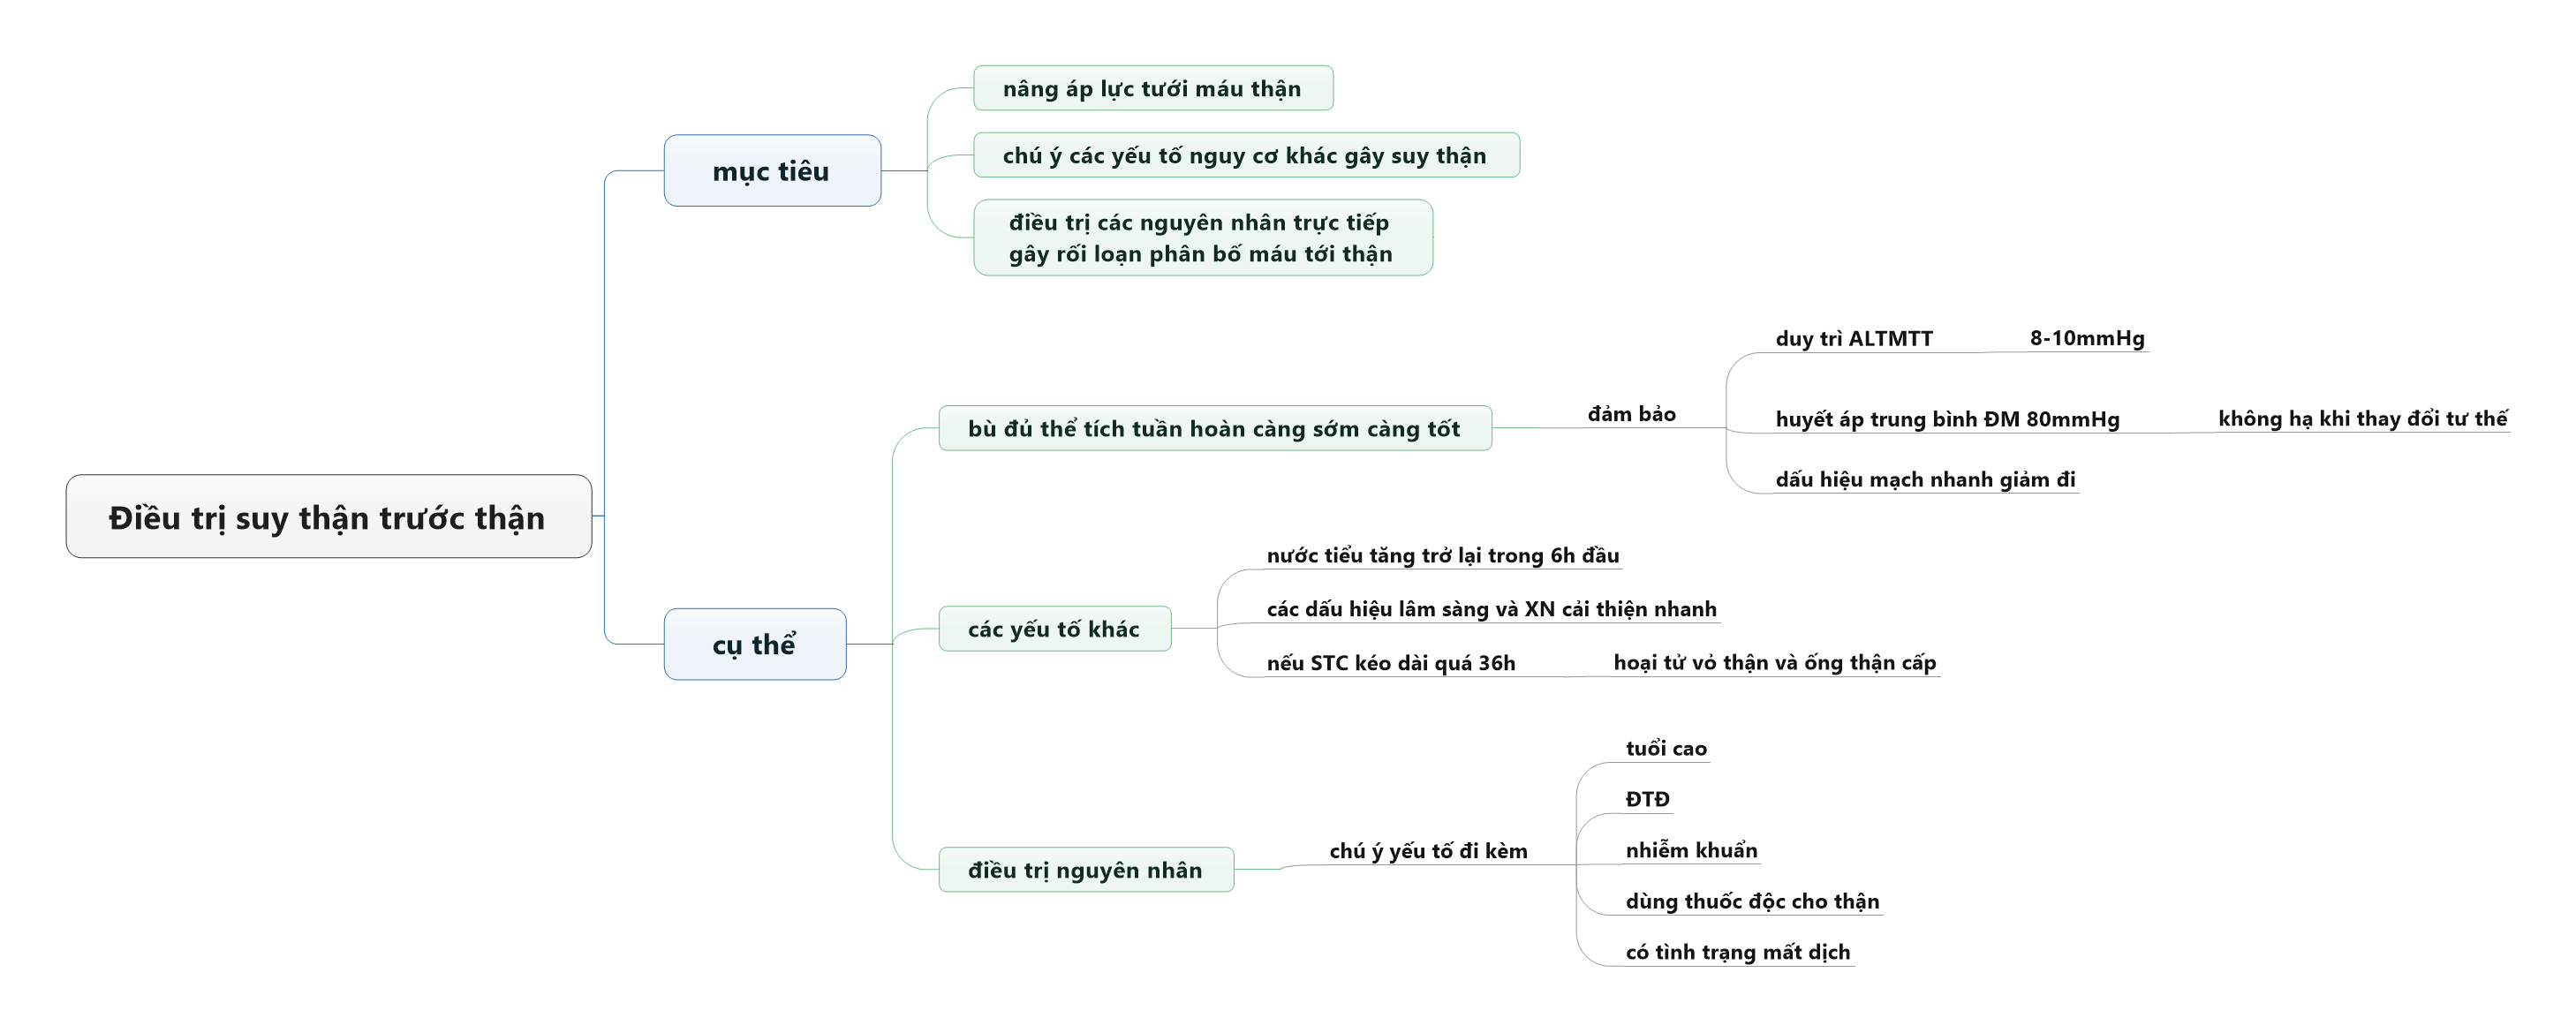 Điều trị suy thận trước thận
mục tiêu
nâng áp lực tưới máu thận
chú ý các yếu tố nguy cơ khác gây suy thận
điều trị các nguyên nhân trực tiếp
gây rối loạn phân bố máu tới thận
cụ thể
bù đủ thể tích tuần hoàn càng sớm càng tốt
đảm bảo
duy trì ALTMTT
8-10mmHg
huyết áp trung bình ĐM 80mmHg
không hạ khi thay đổi tư thế
dấu hiệu mạch nhanh giảm đi
các yếu tố khác
nước tiểu tăng trở lại trong 6h đầu
các dấu hiệu lâm sàng và XN cải thiện nhanh
nếu STC kéo dài quá 36h
hoại tử vỏ thận và ống thận cấp
điều trị nguyên nhân
chú ý yếu tố đi kèm
tuổi cao
ĐTĐ
nhiễm khuẩn
dùng thuốc độc cho thận
có tình trạng mất dịch